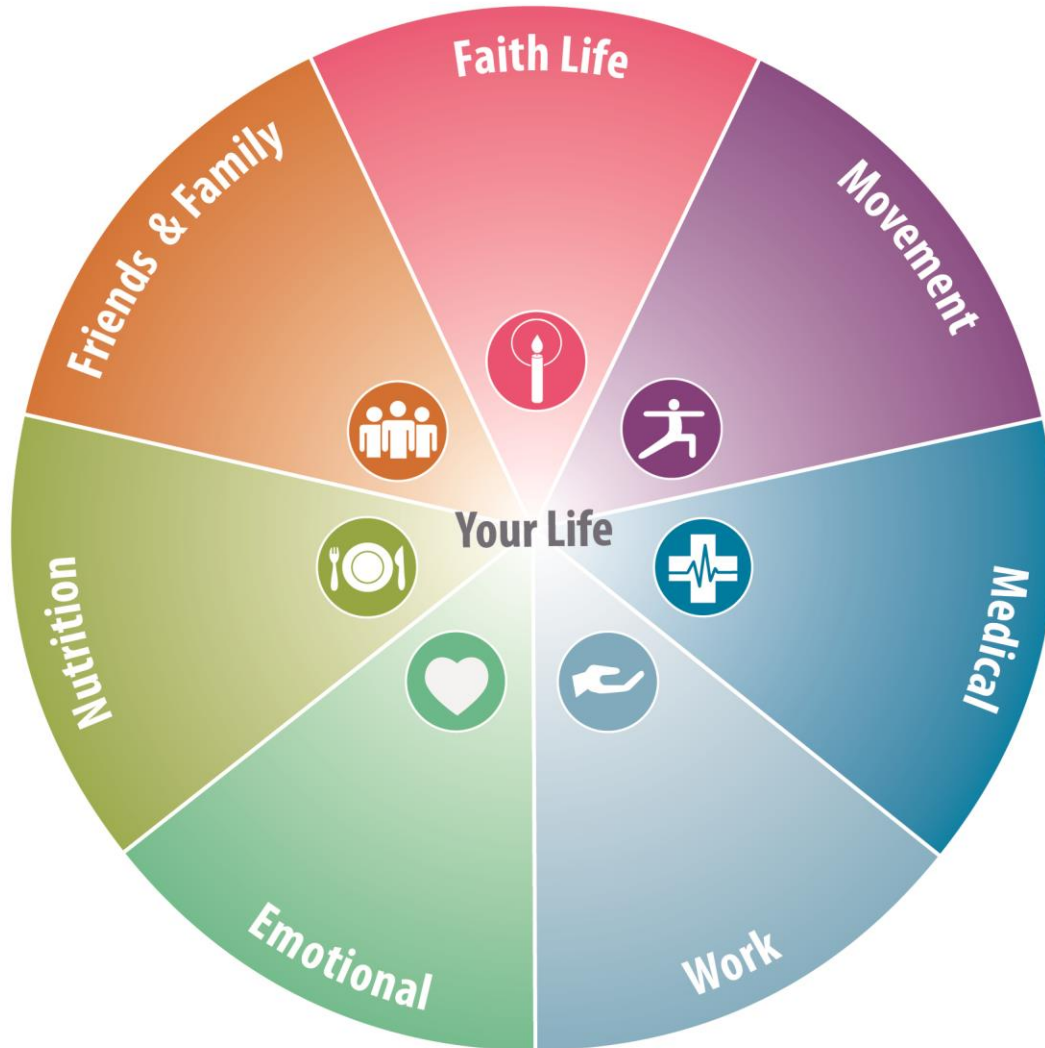 Faith Life
Movement
Medical
Work
Emotional
Nutrition
Friends & Family
Your Life